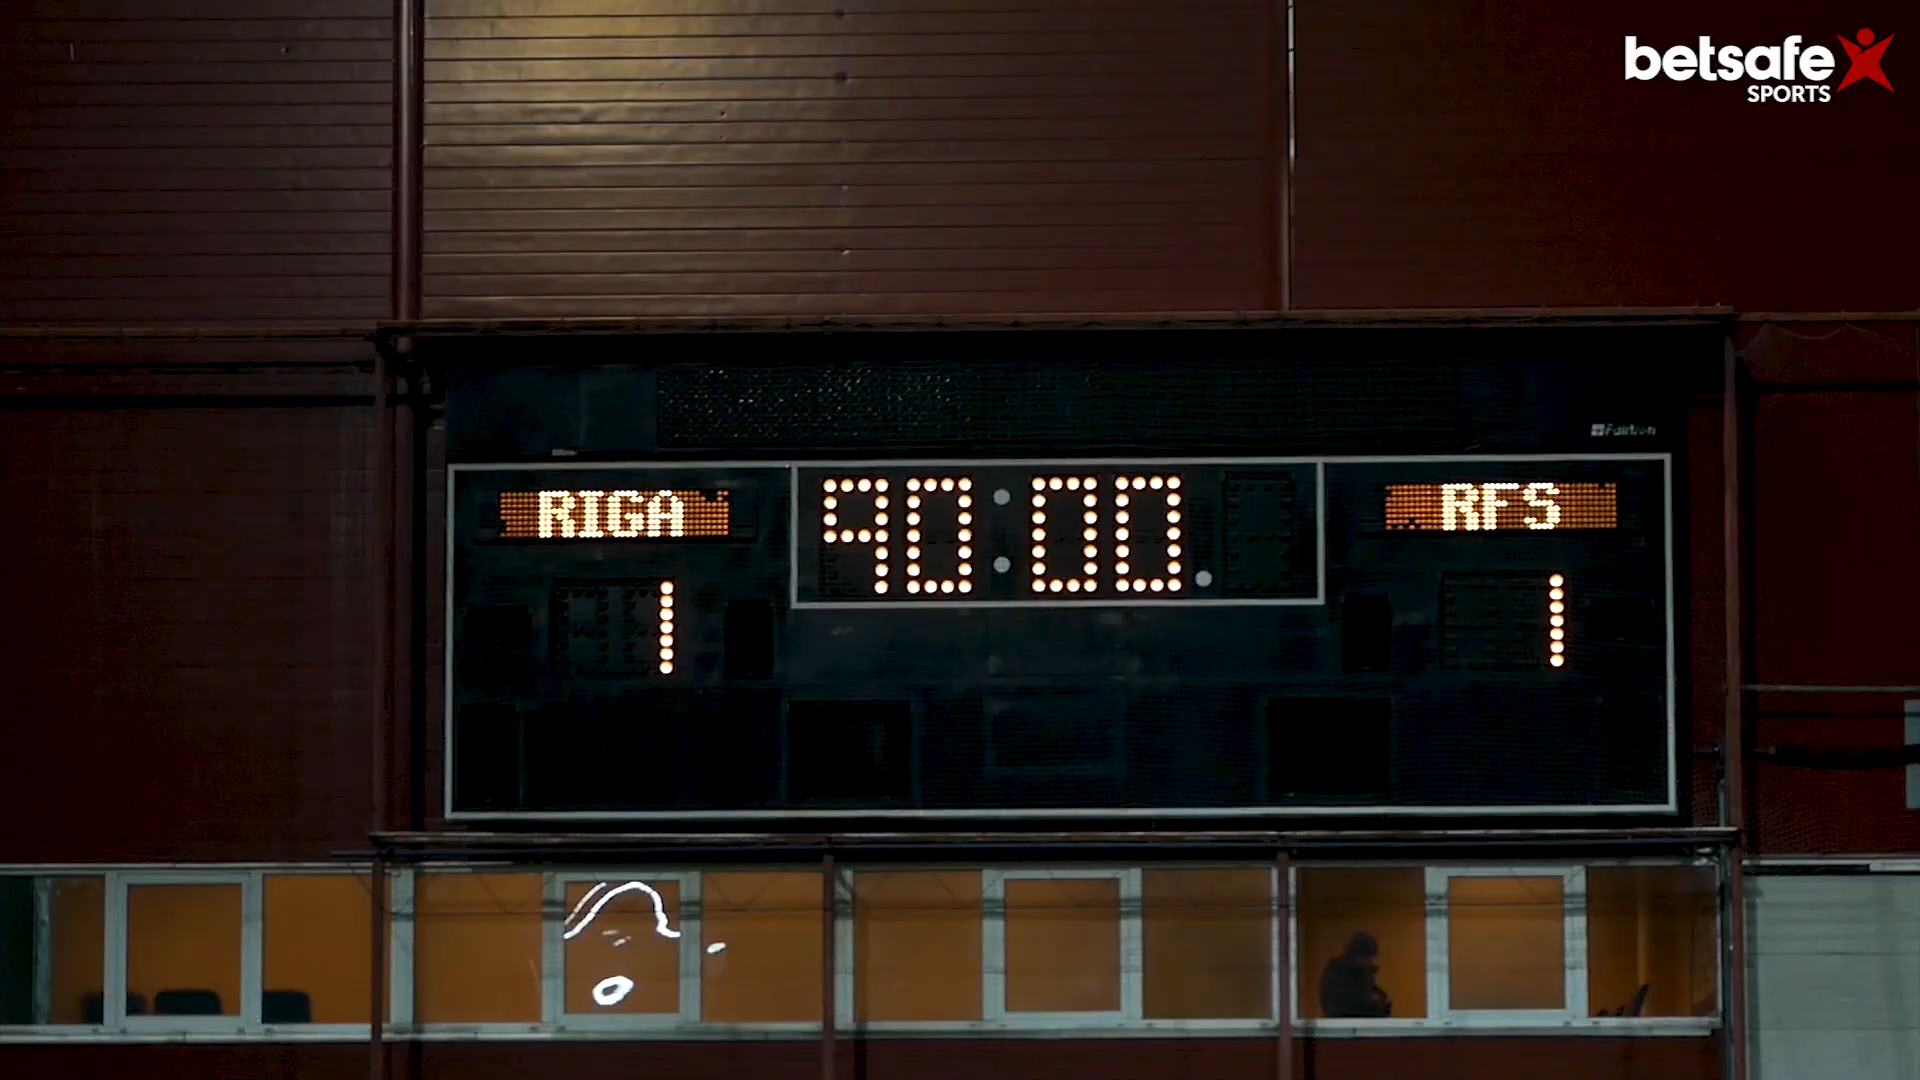 betsafe
SPORTS
RIGA
90:00.
RFS
1
1